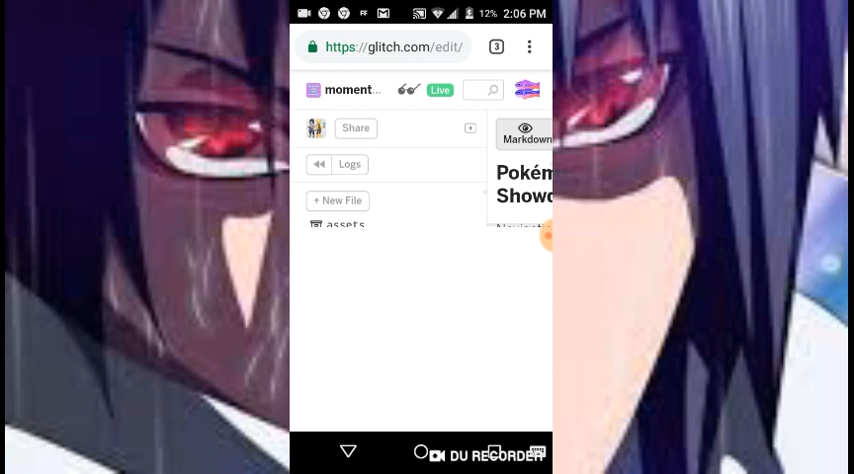 FF 12% 2:06 PM
https://glitch.com/edit/ 3
moment... Live
Share
Markdown
Logs
Pokém
Showd
+ New File
assets
DU RECORDER